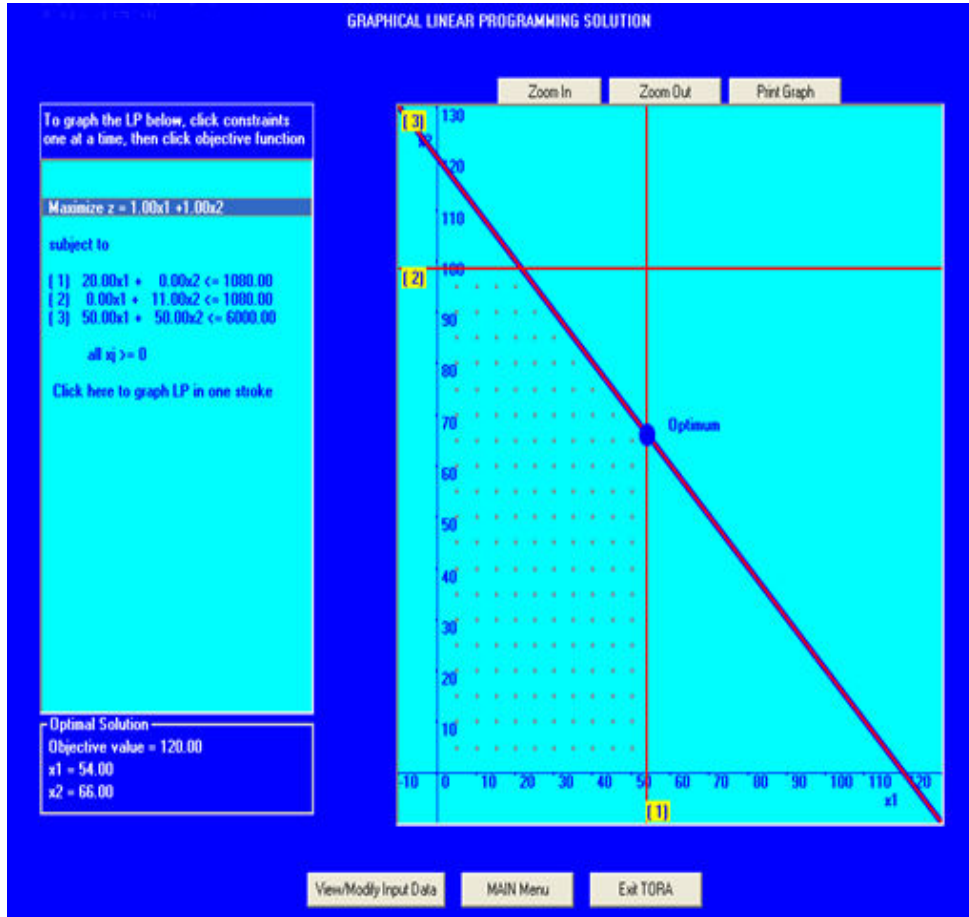 GRAPHICAL LINEAR PROGRAMMING SOLUTION
Zoom In Zoom Out Print Graph
To graph the LP below, click constraints
one at a time, then click objective function
Maximize z = 1.00x1 +1.00x2
subject to
( 1) 20.00x1 + 0.00x2 <= 1080.00
( 2) 0.00x1 + 11.00x2 <= 1080.00
( 3) 50.00x1 + 50.00x2 <= 6000.00
all xj >= 0
Click here to graph LP in one stroke
Optimal Solution
Objective value = 120.00
x1 = 54.00
x2 = 66.00
( 3) 130
x2
120
110
100
( 2)
90
80
70
Optimum
60
50
40
30
20
10
-10 0 10 20 30 40 50 60 70 80 90 100 110 120
x1
( 1)
View/Modify Input Data MAIN Menu Exit TORA